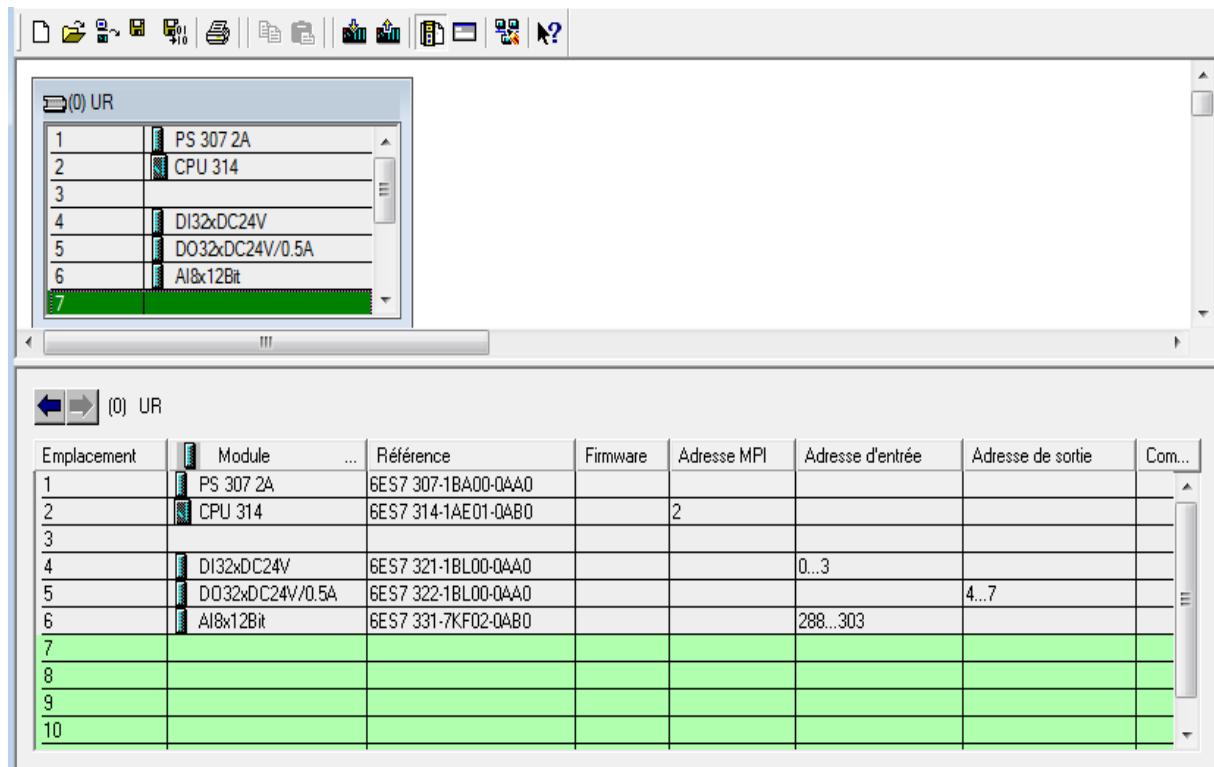 (0) UR
1 PS 307 2A
2 CPU 314
3
4 DI32xDC24V
5 DO32xDC24V/0.5A
6 AI8x12Bit
7
(0) UR
Emplacement Module ... Référence Firmware Adresse MPI Adresse d'entrée Adresse de sortie Com...
1 PS 307 2A 6ES7 307-1BA00-0AA0
2 CPU 314 6ES7 314-1AE01-0AB0 2
3
4 DI32xDC24V 6ES7 321-1BL00-0AA0 0...3
5 DO32xDC24V/0.5A 6ES7 322-1BL00-0AA0 4...7
6 AI8x12Bit 6ES7 331-7KF02-0AB0 288...303
7
8
9
10